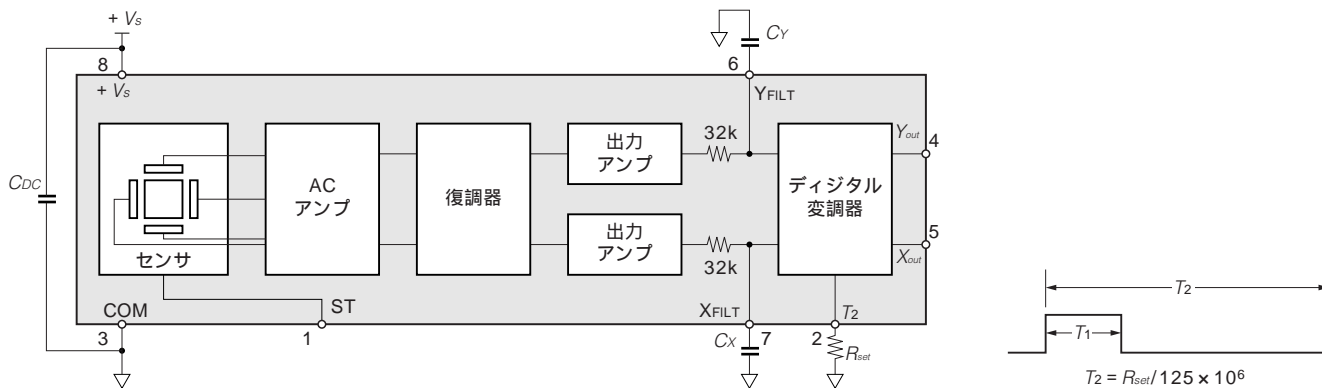 + Vs
8
+ Vs
CDC
センサ
AC
アンプ
復調器
出力
アンプ
出力
アンプ
32k
32k
CY
6
YFILT
ディジタル
変調器
Yout
4
5
Xout
COM
3
ST
1
XFILT
CX
7
T2
2
Rset
T2
T1
T2 = Rset/125 × 10⁶